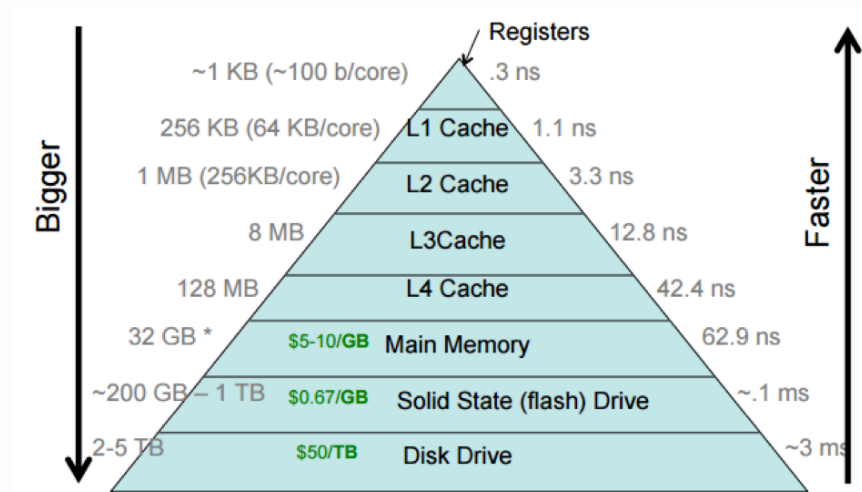 Registers
~1 KB (~100 b/core) .3 ns
256 KB (64 KB/core) L1 Cache 1.1 ns
1 MB (256KB/core) L2 Cache 3.3 ns
8 MB L3Cache 12.8 ns
128 MB L4 Cache 42.4 ns
32 GB * $5-10/GB Main Memory 62.9 ns
~200 GB – 1 TB $0.67/GB Solid State (flash) Drive ~.1 ms
2-5 TB $50/TB Disk Drive ~3 ms
Bigger
Faster